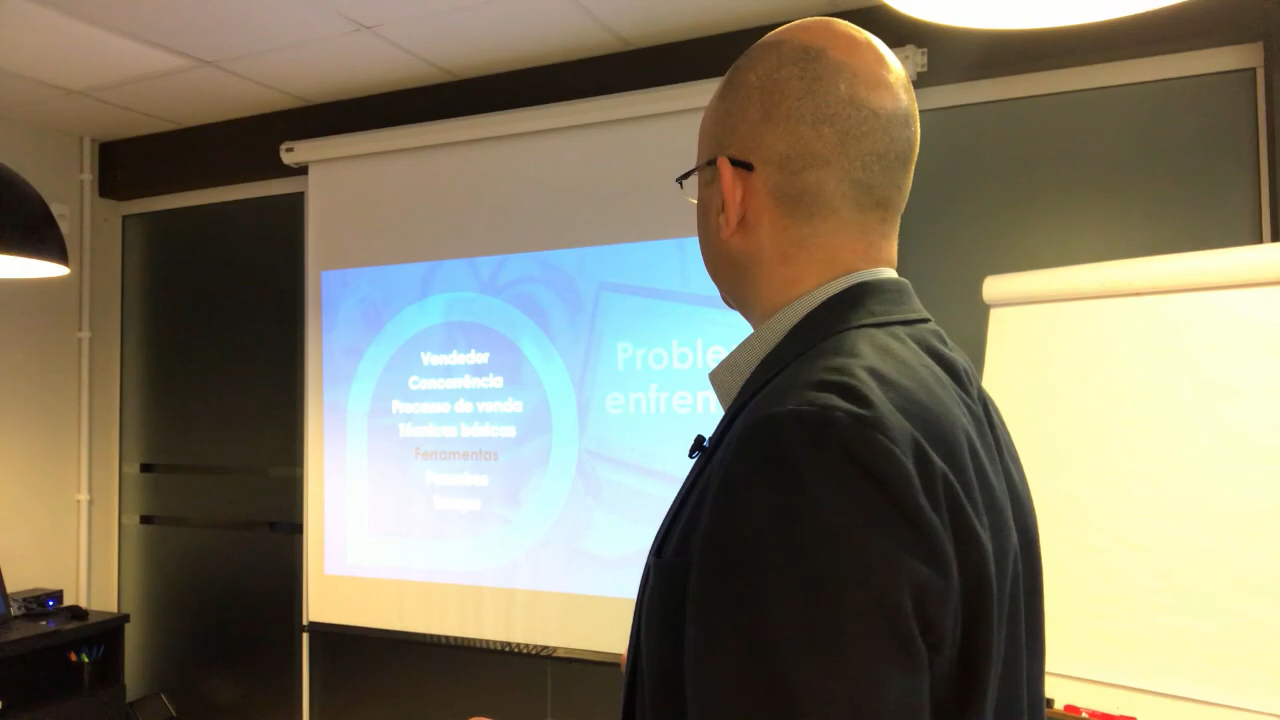 Vendedor
Concorrência
Processo de venda
Técnicas básicas
Ferramentas
Proble
enfren